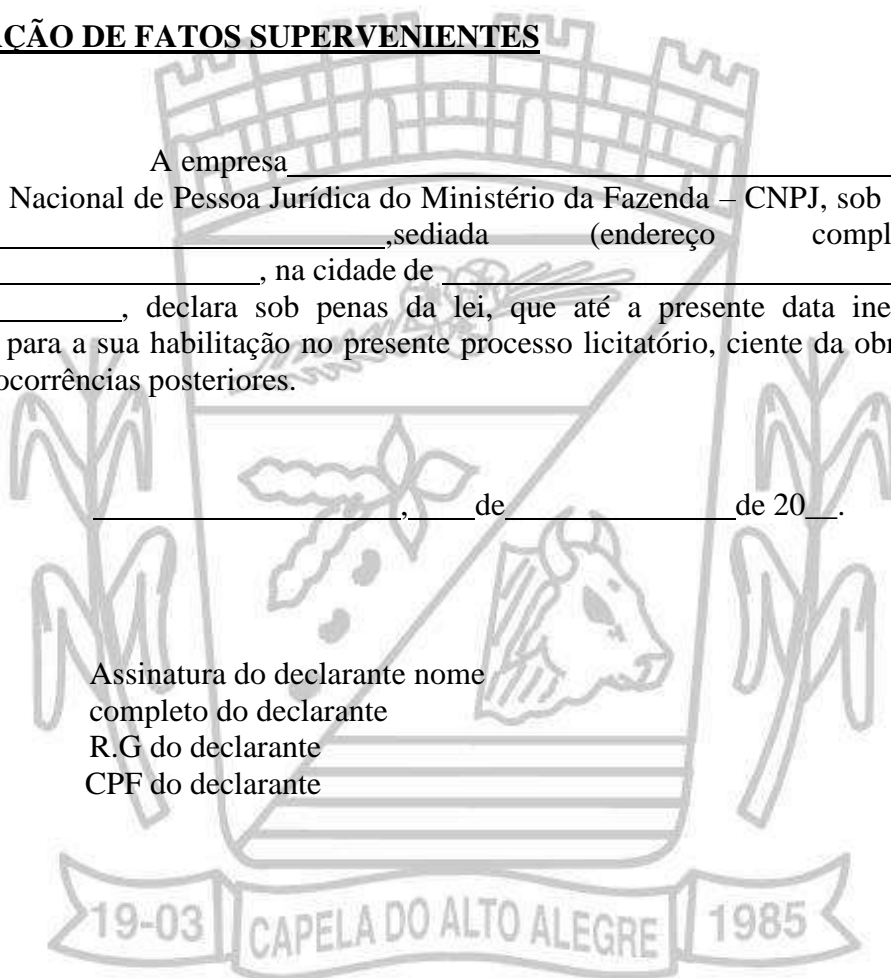 AÇÃO DE FATOS SUPERVENIENTES
A empresa
Nacional de Pessoa Jurídica do Ministério da Fazenda – CNPJ, sob
,sediada (endereço compl
, na cidade de
, declara sob penas da lei, que até a presente data ine
para a sua habilitação no presente processo licitatório, ciente da obr
ocorrências posteriores.
, de de 20__.
Assinatura do declarante nome
completo do declarante
R.G do declarante
CPF do declarante
19-03 CAPELA DO ALTO ALEGRE 1985